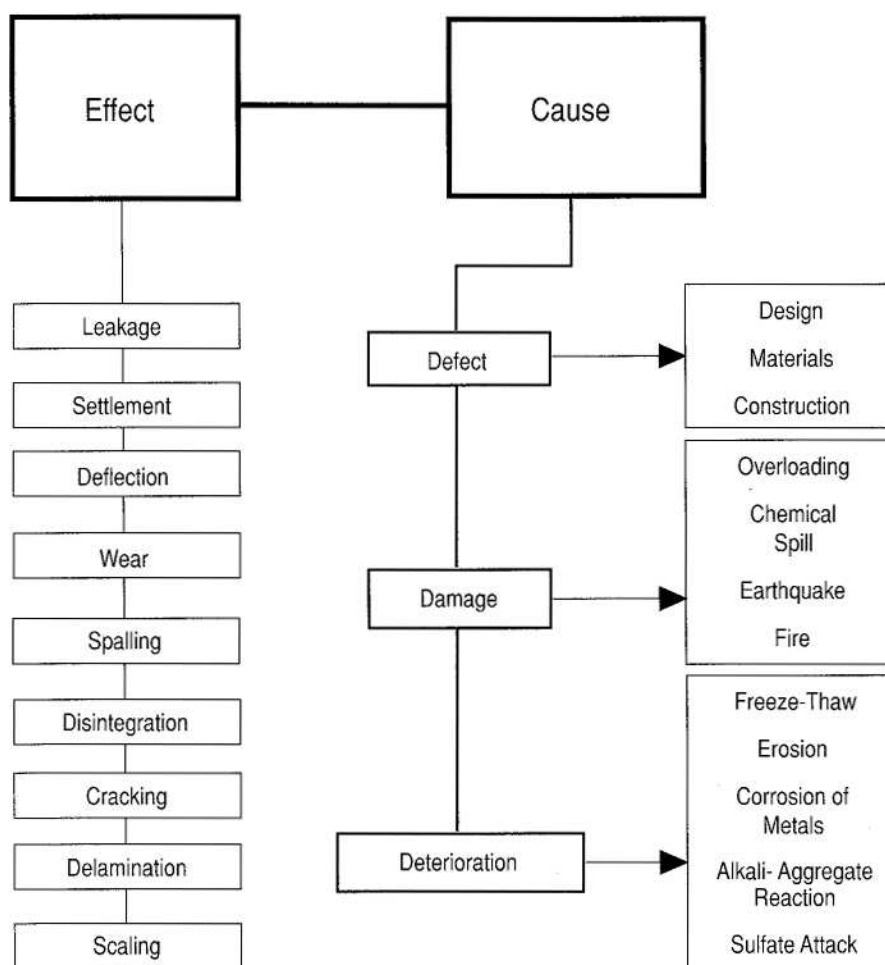 Effect
Cause
Leakage
Settlement
Deflection
Wear
Spalling
Disintegration
Cracking
Delamination
Scaling
Defect
Damage
Deterioration
Design
Materials
Construction
Overloading
Chemical
Spill
Earthquake
Fire
Freeze-Thaw
Erosion
Corrosion of
Metals
Alkali- Aggregate
Reaction
Sulfate Attack